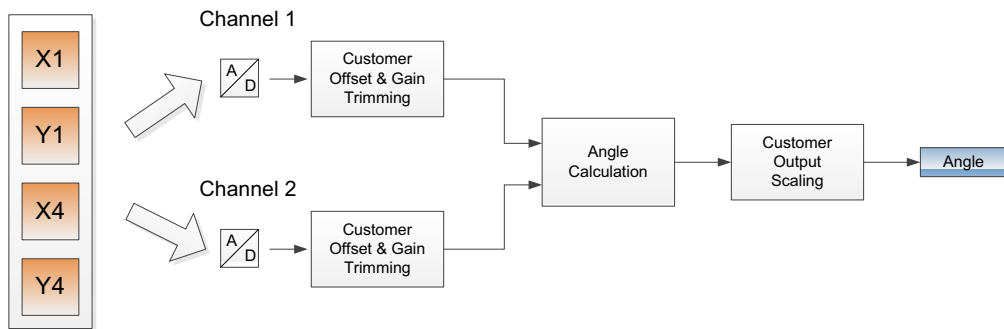 X1
Y1
X4
Y4
Channel 1
A
D
Customer
Offset & Gain
Trimming
Channel 2
A
D
Customer
Offset & Gain
Trimming
Angle
Calculation
Customer
Output
Scaling
Angle